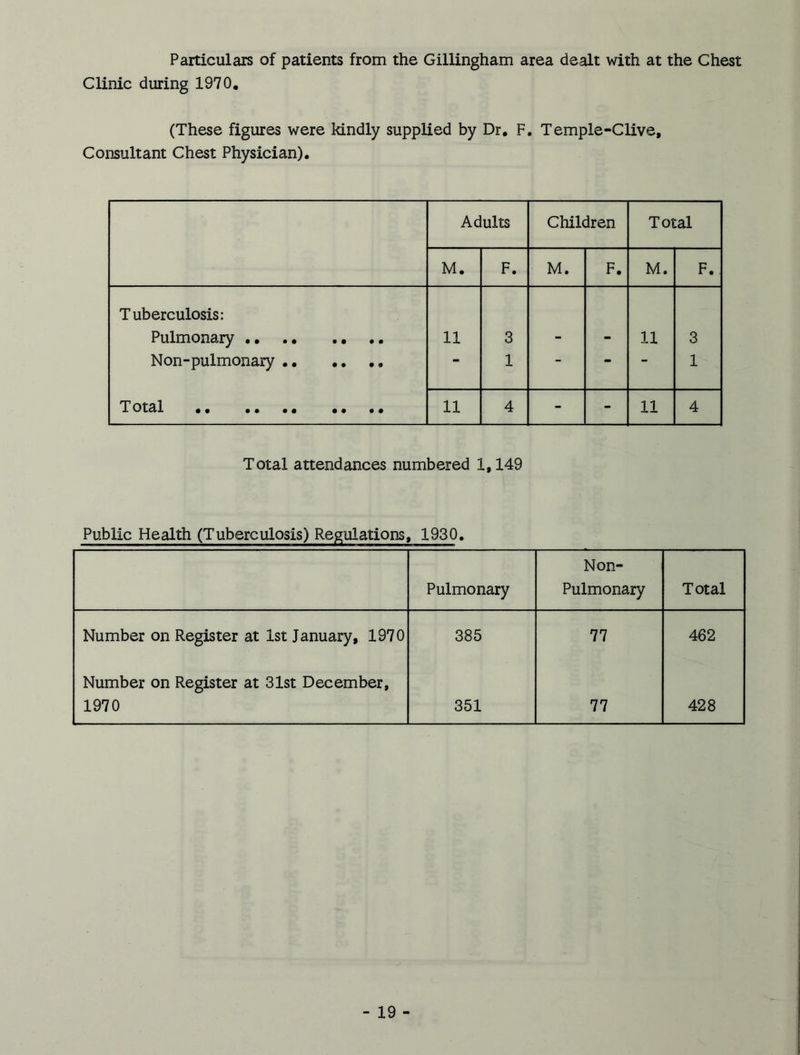 Particulars of patients from the Gillingham area dealt with at the Chest
Clinic during 1970.
(These figures were kindly supplied by Dr. F. Temple-Clive,
Consultant Chest Physician).
Adults Children Total
M. F. M. F. M. F.
Tuberculosis:
Pulmonary .. .. .. .. 11 3 - - 11 3
Non-pulmonary .. .. .. - 1 - - - 1
Total .. .. .. .. .. 11 4 - - 11 4
Total attendances numbered 1,149
Public Health (Tuberculosis) Regulations, 1930.
Non-
Pulmonary Pulmonary Total
Number on Register at 1st January, 1970 385 77 462
Number on Register at 31st December,
1970 351 77 428
- 19 -